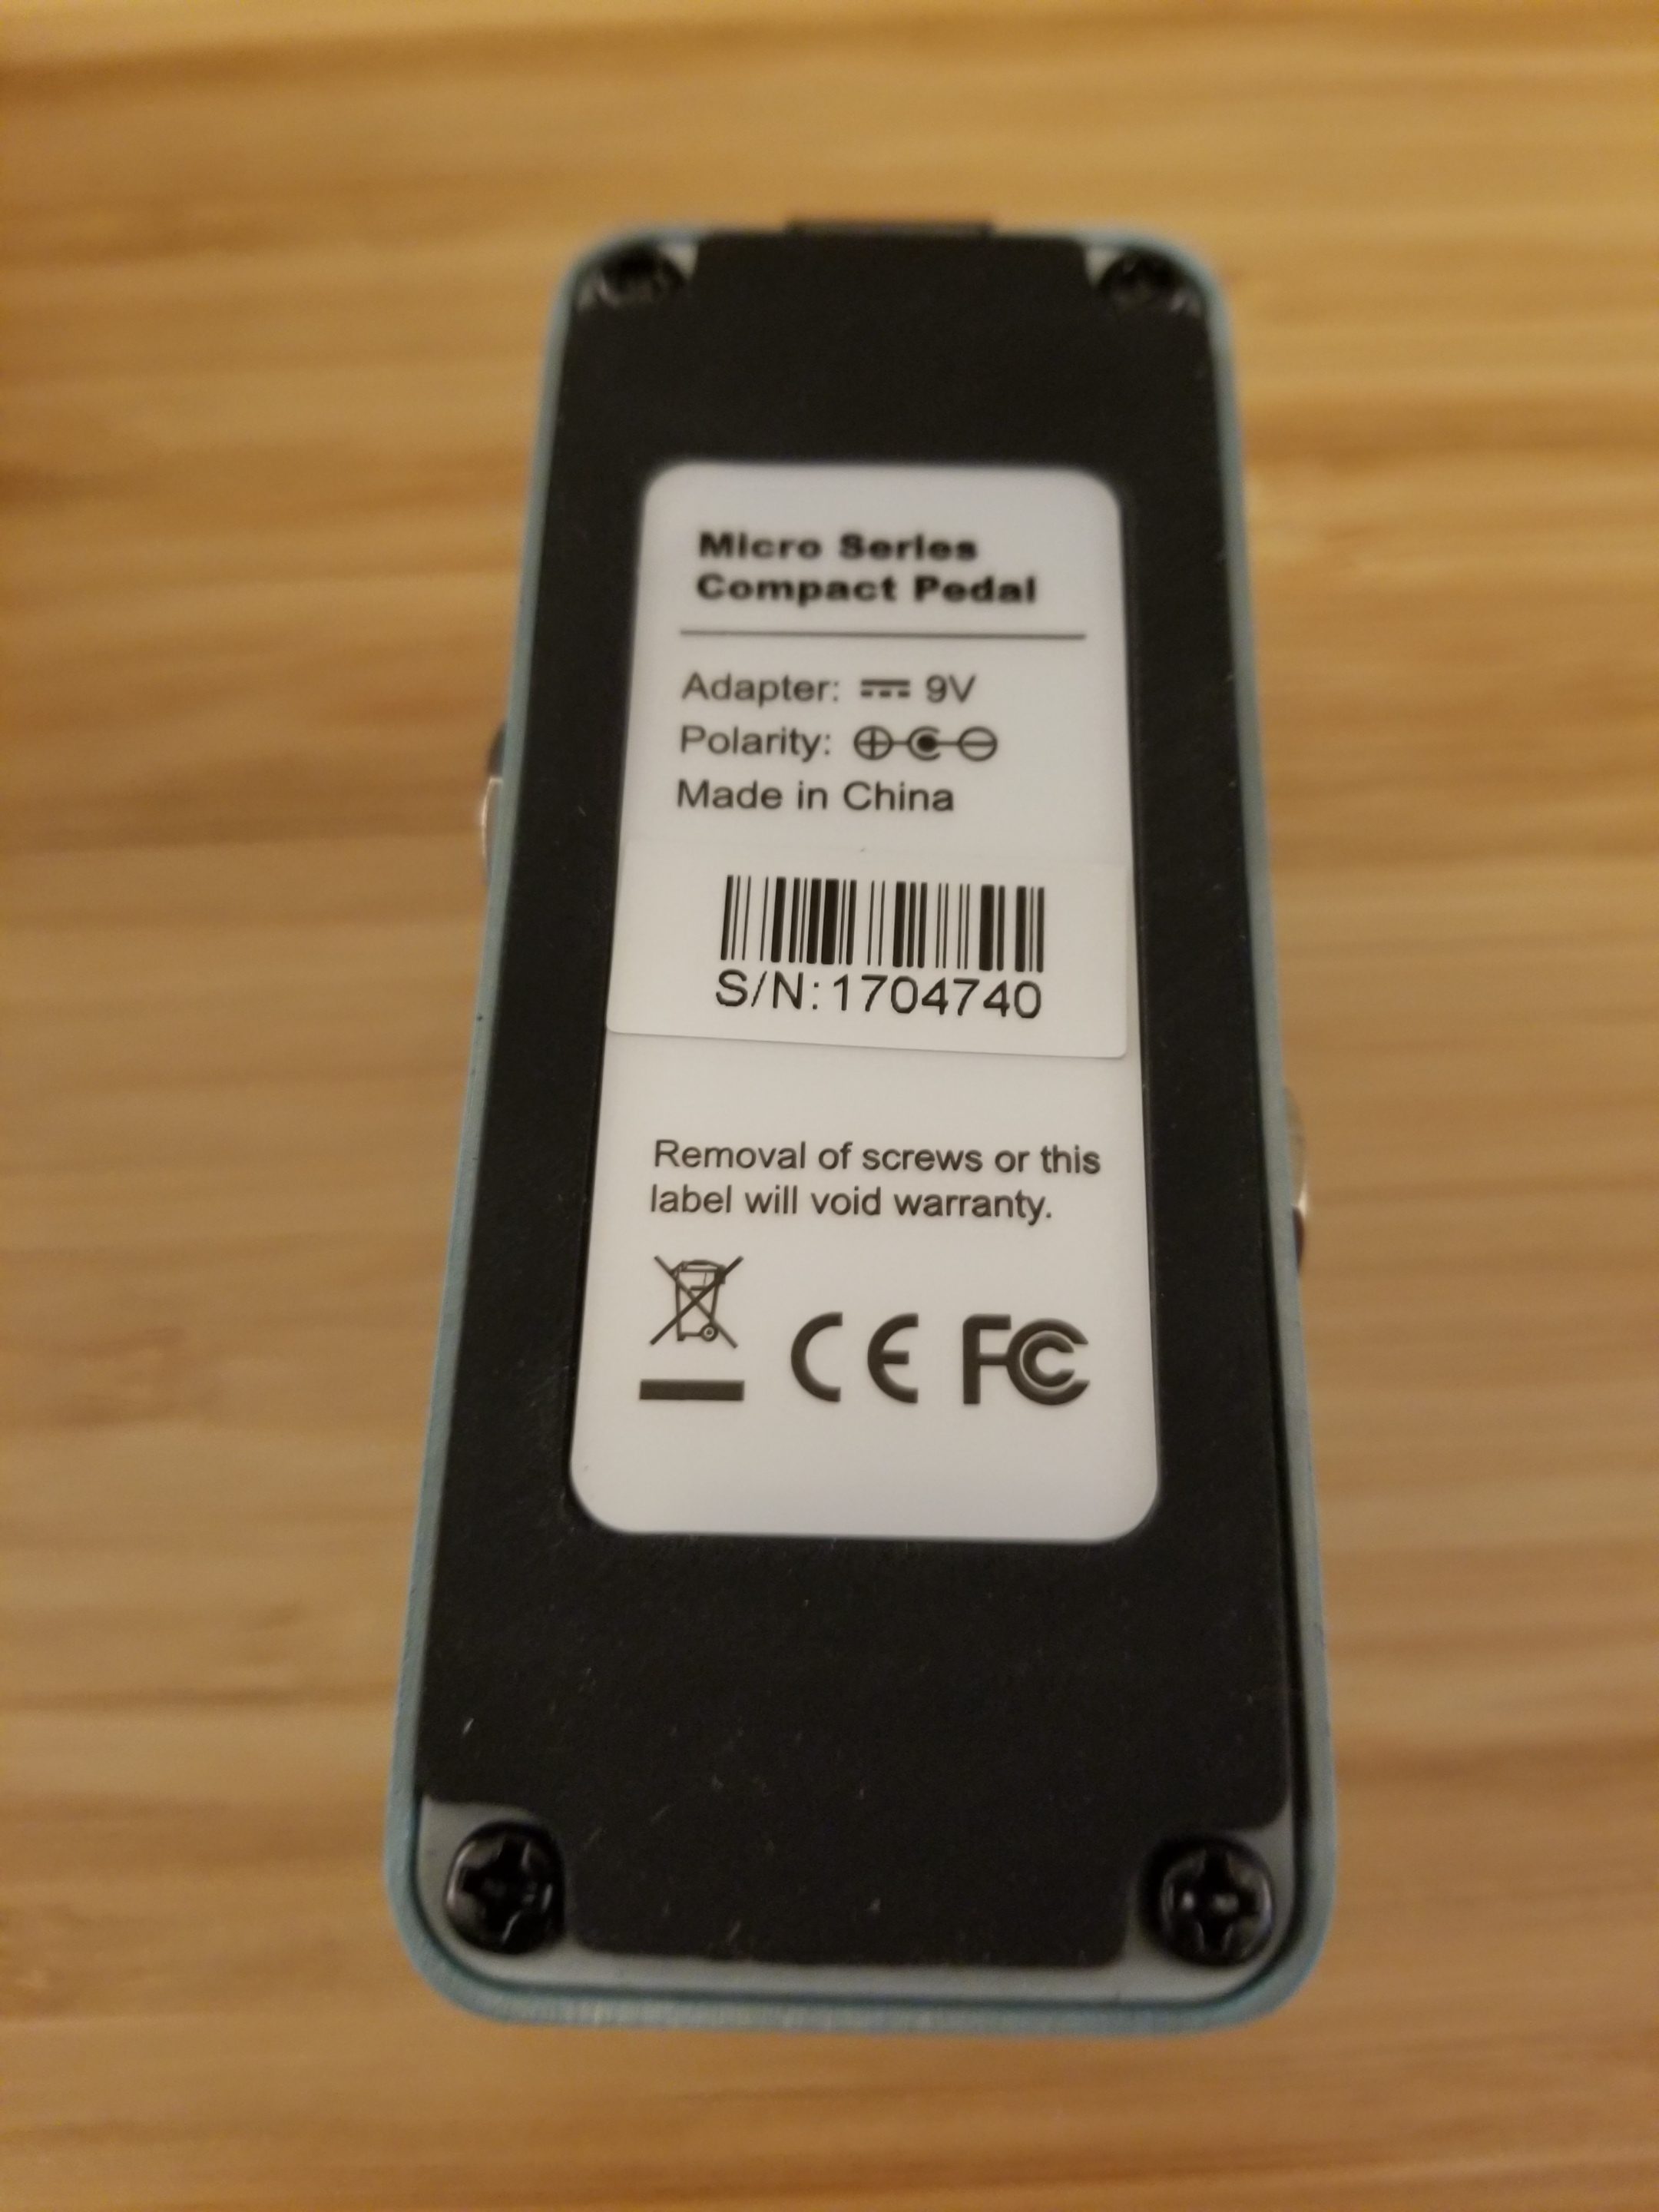 Micro Series
Compact Pedal
Adapter: ⎓ 9V
Polarity:
Made in China
S/N:1704740
Removal of screws or this
label will void warranty.
CE FC